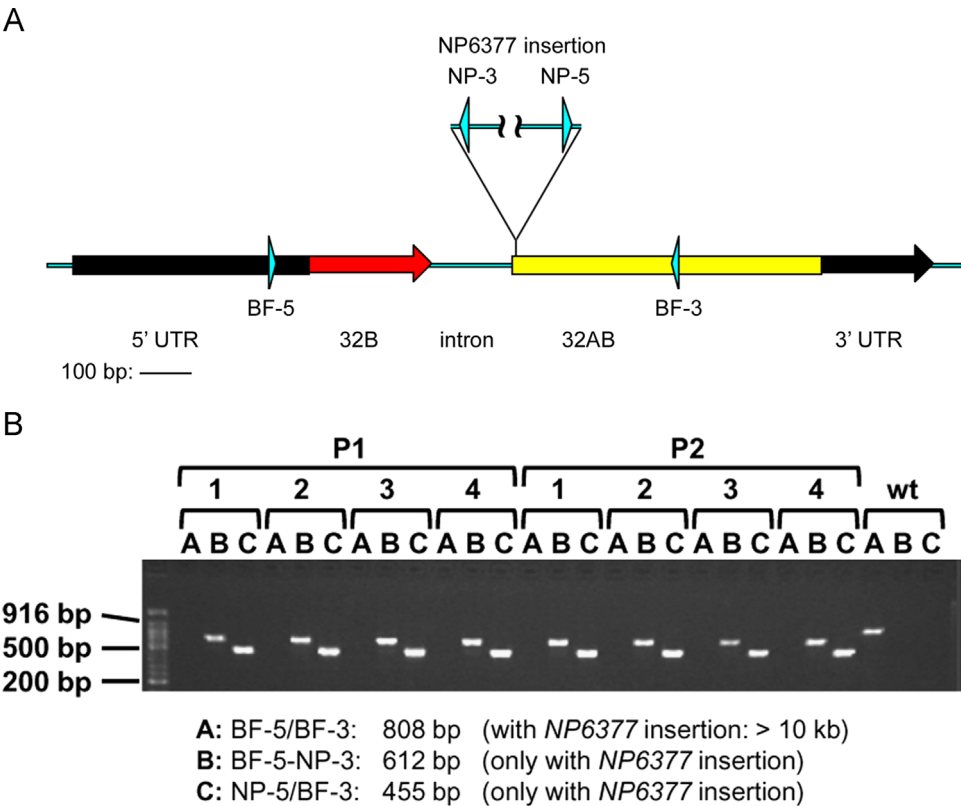 A
NP6377 insertion
NP-3 NP-5
BF-5 BF-3
5’ UTR 32B intron 32AB 3’ UTR
100 bp:
B
P1 P2
1 2 3 4 1 2 3 4 wt
A B C A B C A B C A B C A B C A B C A B C A B C A B C
916 bp
500 bp
200 bp
A: BF-5/BF-3: 808 bp (with NP6377 insertion: > 10 kb)
B: BF-5-NP-3: 612 bp (only with NP6377 insertion)
C: NP-5/BF-3: 455 bp (only with NP6377 insertion)